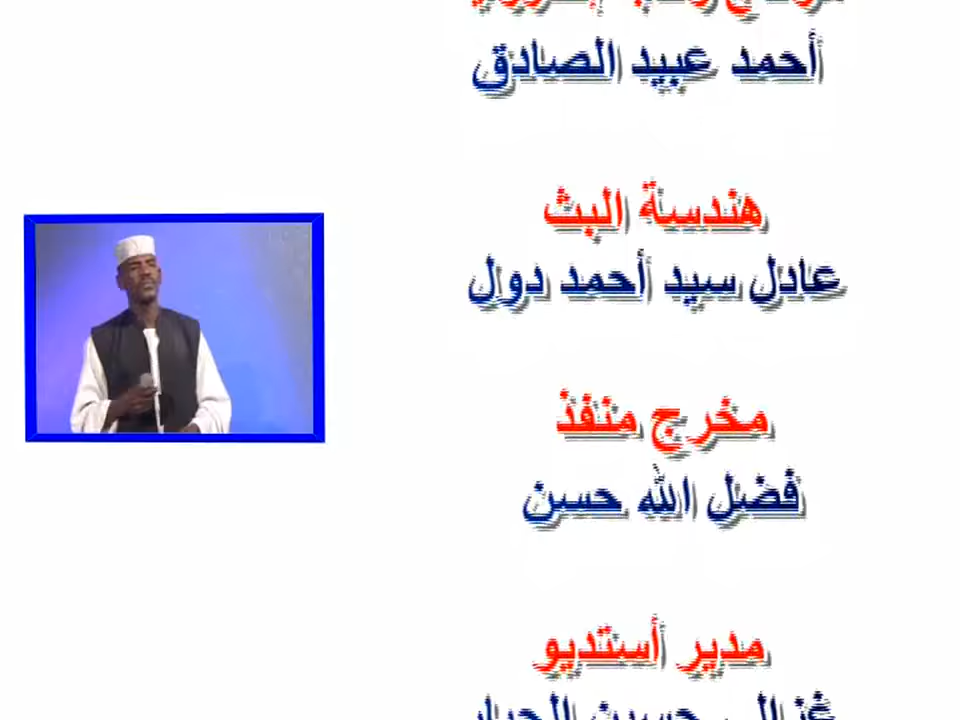 أحمد عبيد الصادق
هندسة البث
عادل سيد أحمد دول
مخرج منفذ
فضل الله حسن
مدير أستديو